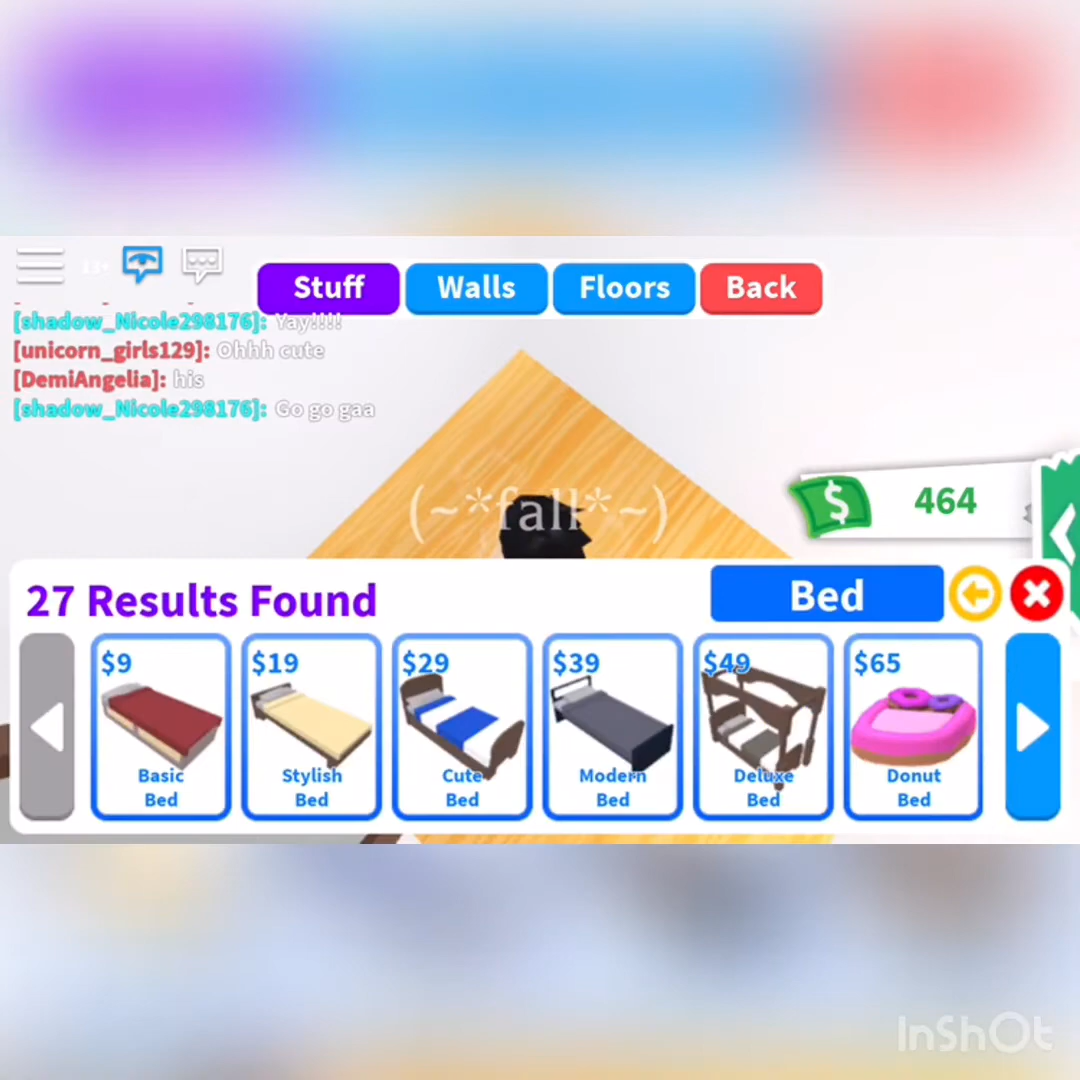 13+
Stuff
Walls
Floors
Back
[shadow_Nicole298176]: Yay!!!!
[unicorn_girls129]: Ohhh cute
[DemiAngelia]: his
[shadow_Nicole298176]: Go go gaa
(~*fall*~)
464
27 Results Found
Bed
$9
Basic
Bed
$19
Stylish
Bed
$29
Cute
Bed
$39
Modern
Bed
$49
Deluxe
Bed
$65
Donut
Bed
InShOt